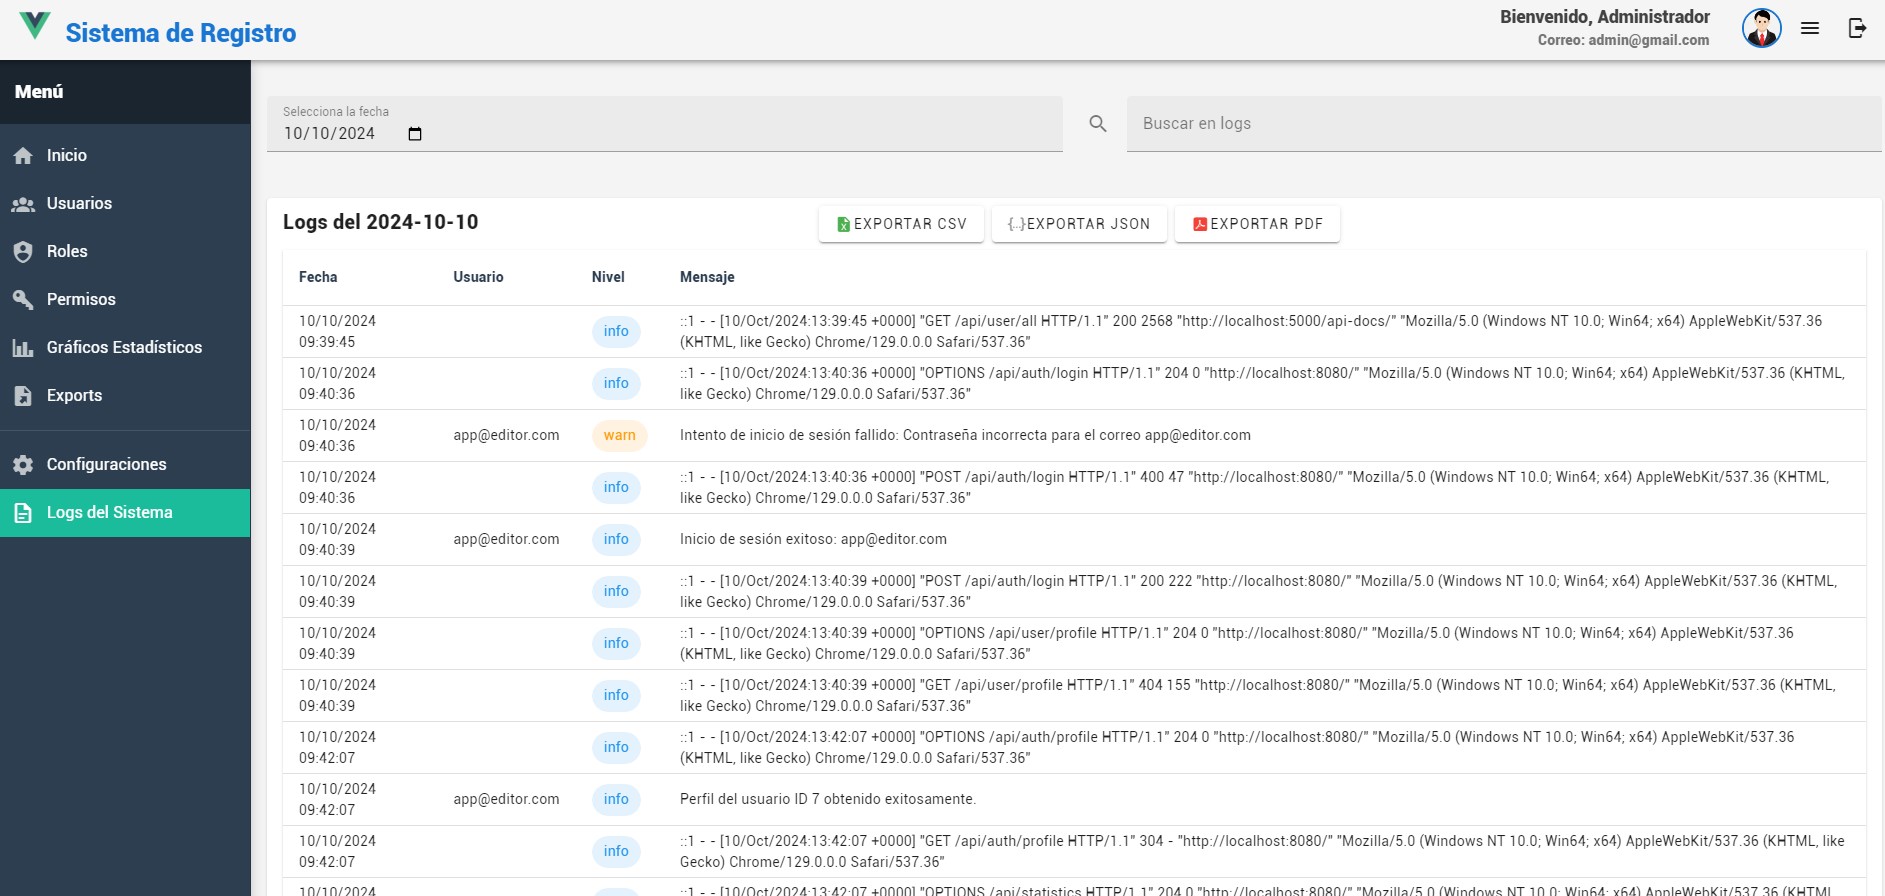 Sistema de Registro
Bienvenido, Administrador
Correo: admin@gmail.com
Menú
Inicio
Usuarios
Roles
Permisos
Gráficos Estadísticos
Exports
Configuraciones
Logs del Sistema
Selecciona la fecha
10/10/2024
Buscar en logs
Logs del 2024-10-10
EXPORTAR CSV
{...}EXPORTAR JSON
EXPORTAR PDF
Fecha Usuario Nivel Mensaje
10/10/2024
09:39:45
info
::1 - - [10/Oct/2024:13:39:45 +0000] "GET /api/user/all HTTP/1.1" 200 2568 "http://localhost:5000/api-docs/" "Mozilla/5.0 (Windows NT 10.0; Win64; x64) AppleWebKit/537.36
(KHTML, like Gecko) Chrome/129.0.0.0 Safari/537.36"
10/10/2024
09:40:36
info
::1 - - [10/Oct/2024:13:40:36 +0000] "OPTIONS /api/auth/login HTTP/1.1" 204 0 "http://localhost:8080/" "Mozilla/5.0 (Windows NT 10.0; Win64; x64) AppleWebKit/537.36 (KHTML,
like Gecko) Chrome/129.0.0.0 Safari/537.36"
10/10/2024
09:40:36
app@editor.com
warn
Intento de inicio de sesión fallido: Contraseña incorrecta para el correo app@editor.com
10/10/2024
09:40:36
info
::1 - - [10/Oct/2024:13:40:36 +0000] "POST /api/auth/login HTTP/1.1" 400 47 "http://localhost:8080/" "Mozilla/5.0 (Windows NT 10.0; Win64; x64) AppleWebKit/537.36 (KHTML,
like Gecko) Chrome/129.0.0.0 Safari/537.36"
10/10/2024
09:40:39
app@editor.com
info
Inicio de sesión exitoso: app@editor.com
10/10/2024
09:40:39
info
::1 - - [10/Oct/2024:13:40:39 +0000] "POST /api/auth/login HTTP/1.1" 200 222 "http://localhost:8080/" "Mozilla/5.0 (Windows NT 10.0; Win64; x64) AppleWebKit/537.36 (KHTML,
like Gecko) Chrome/129.0.0.0 Safari/537.36"
10/10/2024
09:40:39
info
::1 - - [10/Oct/2024:13:40:39 +0000] "OPTIONS /api/user/profile HTTP/1.1" 204 0 "http://localhost:8080/" "Mozilla/5.0 (Windows NT 10.0; Win64; x64) AppleWebKit/537.36
(KHTML, like Gecko) Chrome/129.0.0.0 Safari/537.36"
10/10/2024
09:40:39
info
::1 - - [10/Oct/2024:13:40:39 +0000] "GET /api/user/profile HTTP/1.1" 404 155 "http://localhost:8080/" "Mozilla/5.0 (Windows NT 10.0; Win64; x64) AppleWebKit/537.36 (KHTML,
like Gecko) Chrome/129.0.0.0 Safari/537.36"
10/10/2024
09:42:07
info
::1 - - [10/Oct/2024:13:42:07 +0000] "OPTIONS /api/auth/profile HTTP/1.1" 204 0 "http://localhost:8080/" "Mozilla/5.0 (Windows NT 10.0; Win64; x64) AppleWebKit/537.36
(KHTML, like Gecko) Chrome/129.0.0.0 Safari/537.36"
10/10/2024
09:42:07
app@editor.com
info
Perfil del usuario ID 7 obtenido exitosamente.
10/10/2024
09:42:07
info
::1 - - [10/Oct/2024:13:42:07 +0000] "GET /api/auth/profile HTTP/1.1" 304 - "http://localhost:8080/" "Mozilla/5.0 (Windows NT 10.0; Win64; x64) AppleWebKit/537.36 (KHTML, like
Gecko) Chrome/129.0.0.0 Safari/537.36"
10/10/2024
::1 - - [10/Oct/2024:13:42:07 +0000] "OPTIONS /api/statistics HTTP/1.1" 204 0 "http://localhost:8080/" "Mozilla/5.0 (Windows NT 10.0; Win64; x64) AppleWebKit/537.36 (KHTML,